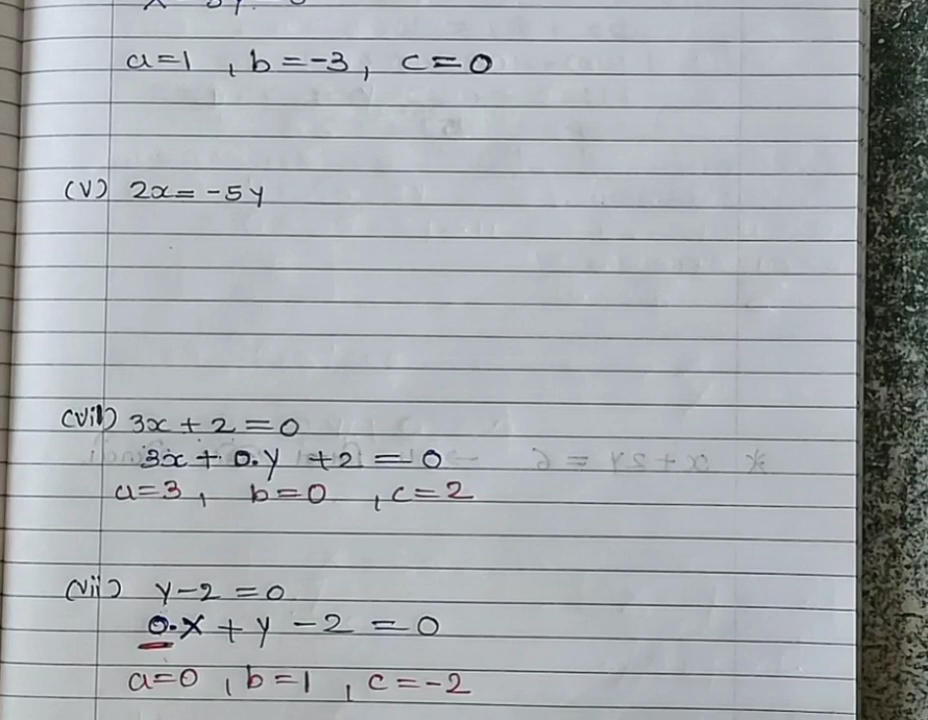 a=1 , b=-3, c=0
(V) 2x= -5y
(vii) 3x+2=0
3x+0.y +2=0
a=3, b=0 ,c=2
(vii) y-2=0
0.x+y-2=0
a=0 , b=1 , c=-2